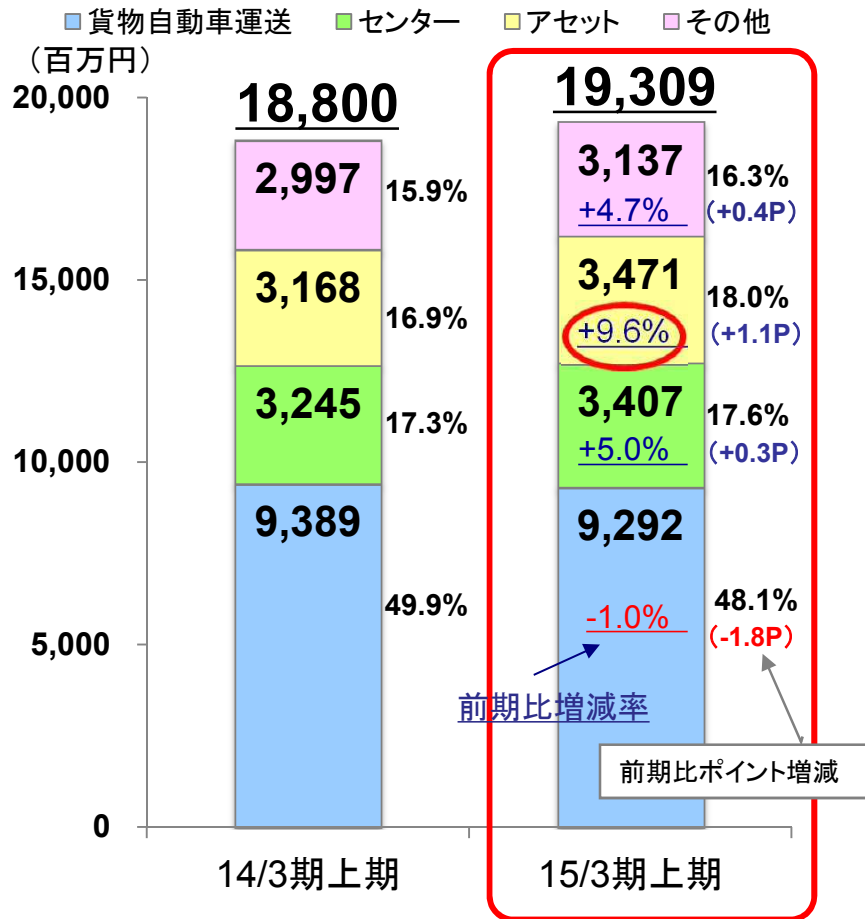 貨物自動車運送 センター アセット その他
（百万円）
20,000
15,000
10,000
5,000
0
18,800
2,997
15.9%
3,168
16.9%
3,245
17.3%
9,389
49.9%
14/3期上期
19,309
3,137
+4.7%
16.3%
(+0.4P)
3,471
+9.6%
18.0%
(+1.1P)
3,407
+5.0%
17.6%
(+0.3P)
9,292
-1.0%
48.1%
(-1.8P)
前期比増減率
前期比ポイント増減
15/3期上期